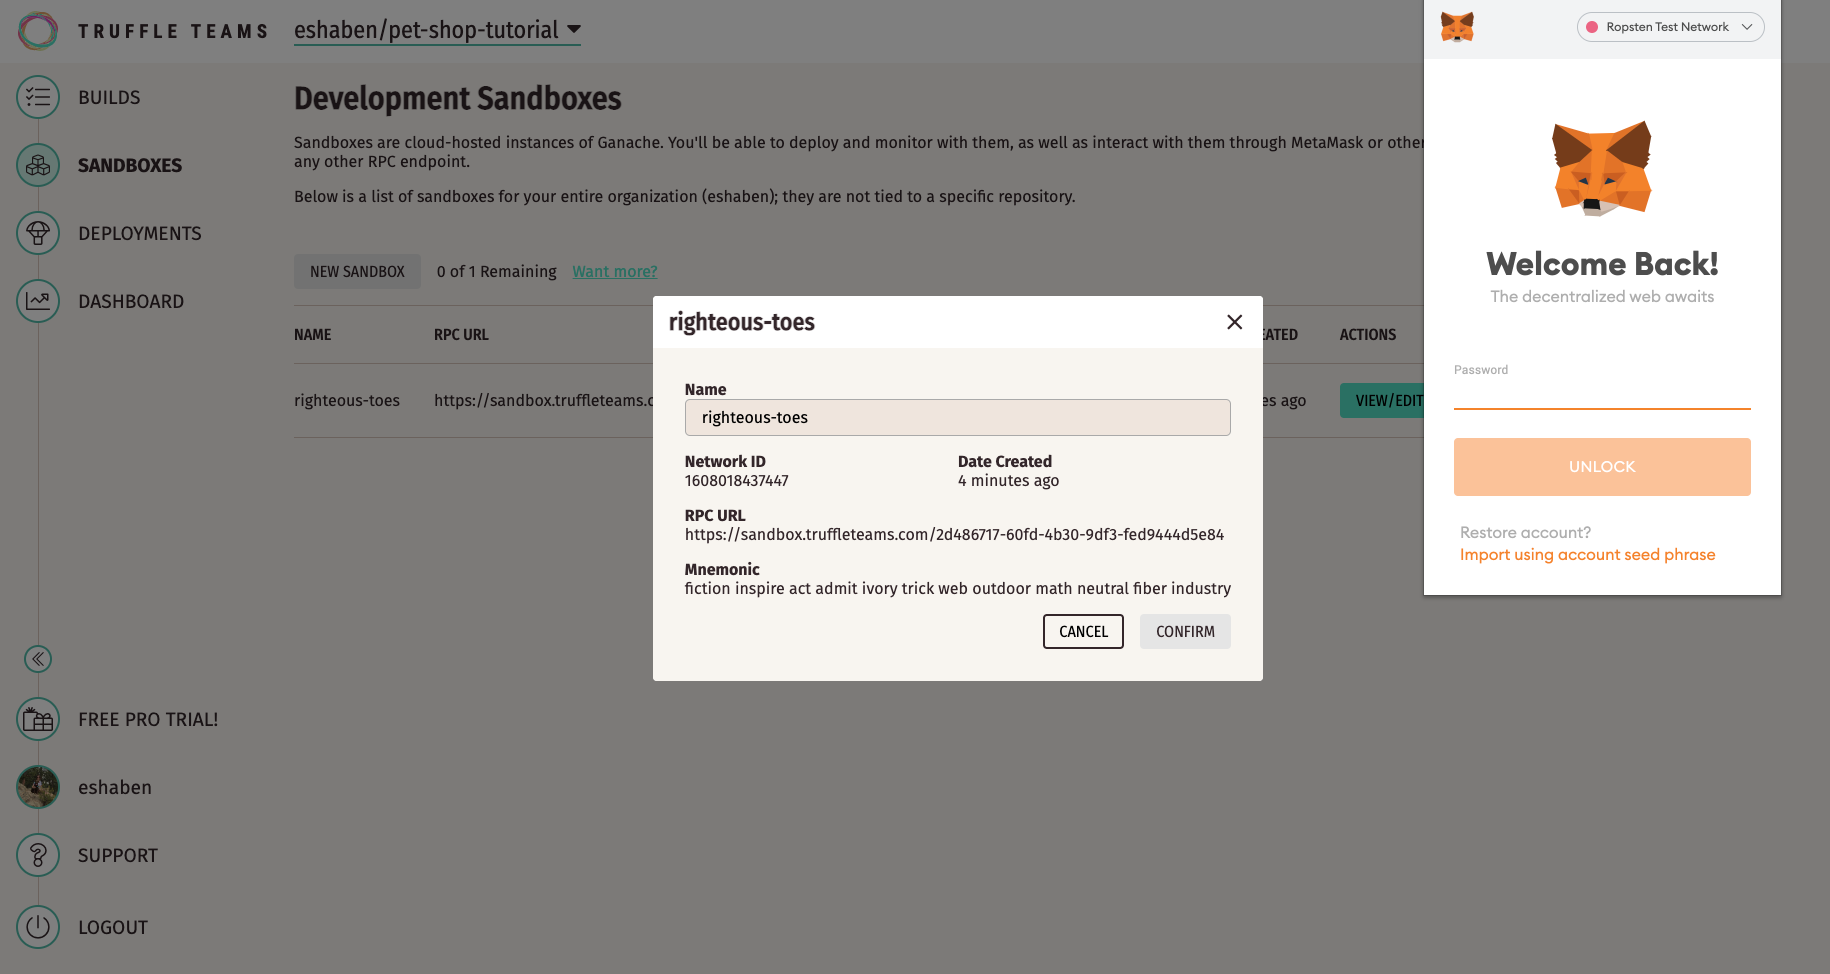 TRUFFLE TEAMS
eshaben/pet-shop-tutorial
BUILDS
SANDBOXES
DEPLOYMENTS
DASHBOARD
FREE PRO TRIAL!
eshaben
SUPPORT
LOGOUT
Development Sandboxes
Sandboxes are cloud-hosted instances of Ganache. You'll be able to deploy and monitor with them, as well as interact with them through MetaMask or other
any other RPC endpoint.
Below is a list of sandboxes for your entire organization (eshaben); they are not tied to a specific repository.
NEW SANDBOX 0 of 1 Remaining Want more?
NAME RPC URL ACTIONS
righteous-toes https://sandbox.truffleteams.c ago VIEW/EDIT
righteous-toes
Name
righteous-toes
Network ID Date Created
1608018437447 4 minutes ago
RPC URL
https://sandbox.truffleteams.com/2d486717-60fd-4b30-9df3-fed9444d5e84
Mnemonic
fiction inspire act admit ivory trick web outdoor math neutral fiber industry
CANCEL CONFIRM
Ropsten Test Network
Welcome Back!
The decentralized web awaits
Password
UNLOCK
Restore account?
Import using account seed phrase